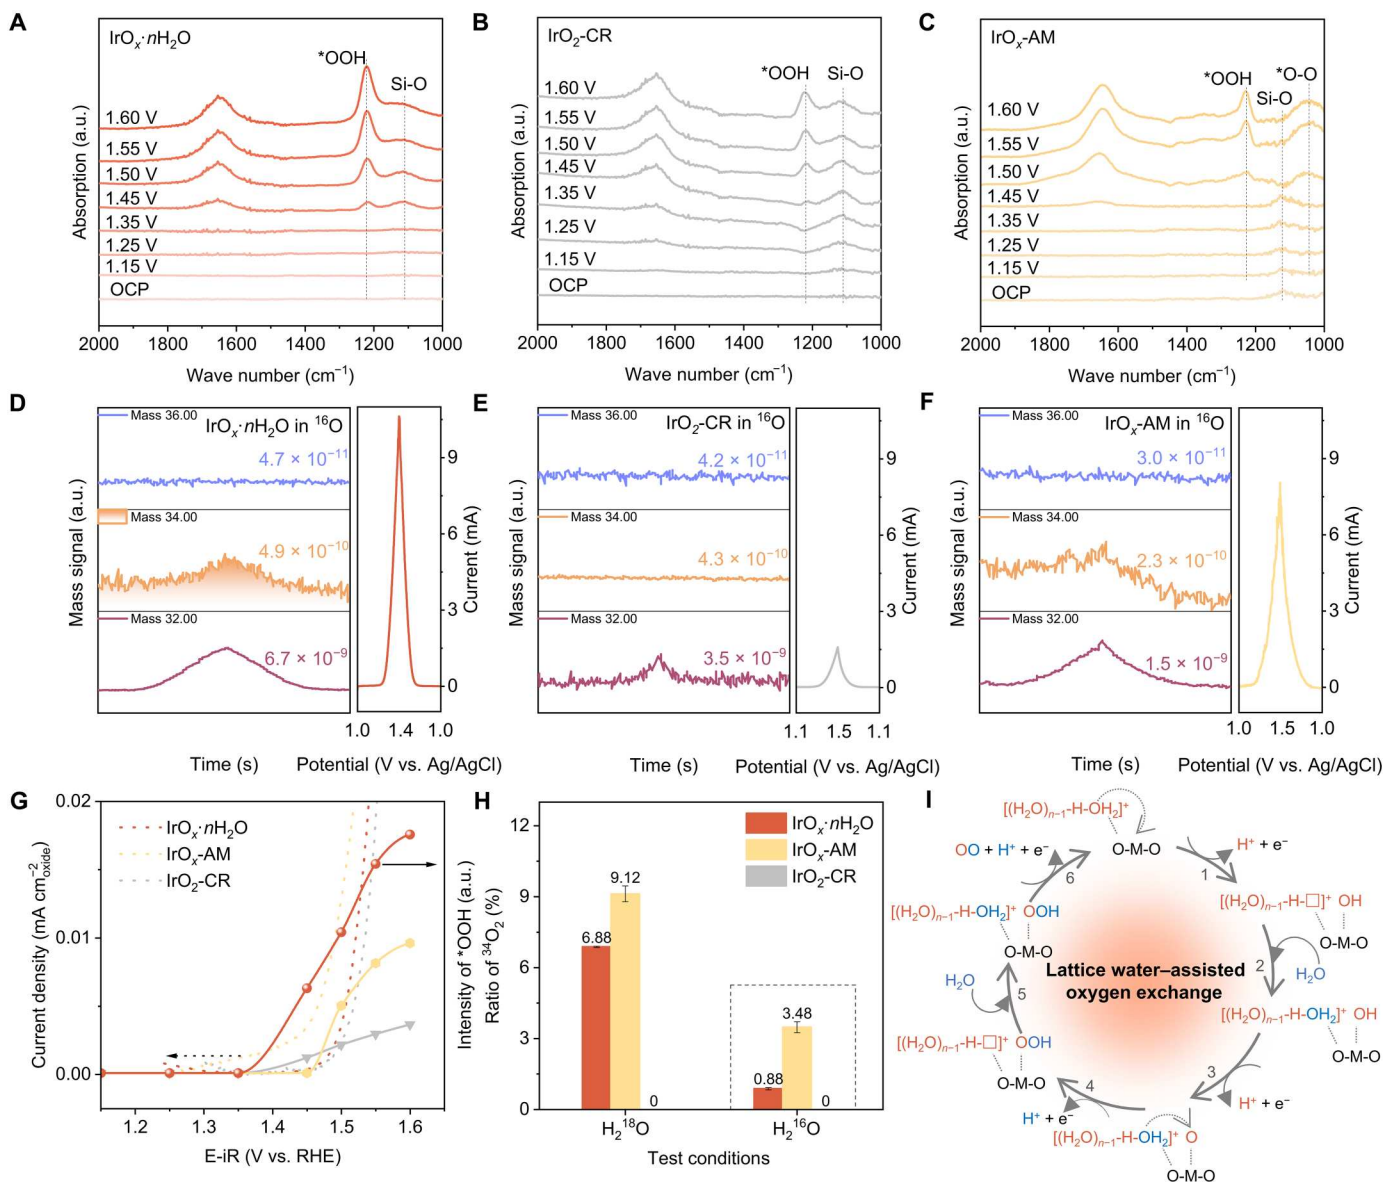 A
IrOₓ·nH₂O
*OOH
Si-O
1.60 V
1.55 V
1.50 V
1.45 V
1.35 V
1.25 V
1.15 V
OCP
Absorption (a.u.)
2000 1800 1600 1400 1200 1000
Wave number (cm⁻¹)
B
IrO₂-CR
*OOH Si-O
1.60 V
1.55 V
1.50 V
1.45 V
1.35 V
1.25 V
1.15 V
OCP
Absorption (a.u.)
2000 1800 1600 1400 1200 1000
Wave number (cm⁻¹)
C
IrOₓ-AM
*OOH *O-O
Si-O
1.60 V
1.55 V
1.50 V
1.45 V
1.35 V
1.25 V
1.15 V
OCP
Absorption (a.u.)
2000 1800 1600 1400 1200 1000
Wave number (cm⁻¹)
D
Mass 36.00
IrOₓ·nH₂O in ¹⁶O
4.7 × 10⁻¹¹
Mass 34.00
4.9 × 10⁻¹⁰
Mass 32.00
6.7 × 10⁻⁹
Mass signal (a.u.)
Time (s)
9
6
3
0
Current (mA)
1.0 1.4 1.0
Potential (V vs. Ag/AgCl)
E
Mass 36.00
IrO₂-CR in ¹⁶O
4.2 × 10⁻¹¹
Mass 34.00
4.3 × 10⁻¹⁰
Mass 32.00
3.5 × 10⁻⁹
Mass signal (a.u.)
Time (s)
9
6
3
0
Current (mA)
1.1 1.5 1.1
Potential (V vs. Ag/AgCl)
F
Mass 36.00
IrOₓ-AM in ¹⁶O
3.0 × 10⁻¹¹
Mass 34.00
2.3 × 10⁻¹⁰
Mass 32.00
1.5 × 10⁻⁹
Mass signal (a.u.)
Time (s)
9
6
3
0
Current (mA)
1.0 1.5 1.0
Potential (V vs. Ag/AgCl)
G
0.02
0.01
0.00
Current density (mA cm⁻²oxide)
IrOₓ·nH₂O
IrOₓ-AM
IrO₂-CR
1.2 1.3 1.4 1.5 1.6
E-iR (V vs. RHE)
Intensity of *OOH (a.u.)
H
Ratio of ³⁴O₂ (%)
12
9
6
3
0
IrOₓ·nH₂O
IrOₓ-AM
IrO₂-CR
6.88
9.12
0
0.88
3.48
0
H₂¹⁸O H₂¹⁶O
Test conditions
I
[(H₂O)ₙ₋₁-H-OH₂]⁺
O-M-O
1
H⁺ + e⁻
[(H₂O)ₙ₋₁-H-□]⁺ OH
O-M-O
2
H₂O
[(H₂O)ₙ₋₁-H-OH₂]⁺ OH
O-M-O
3
H⁺ + e⁻
[(H₂O)ₙ₋₁-H-OH₂]⁺ O
O-M-O
4
H⁺ + e⁻
[(H₂O)ₙ₋₁-H-□]⁺ OOH
O-M-O
5
H₂O
[(H₂O)ₙ₋₁-H-OH₂]⁺ OOH
O-M-O
6
OO + H⁺ + e⁻
Lattice water–assisted
oxygen exchange